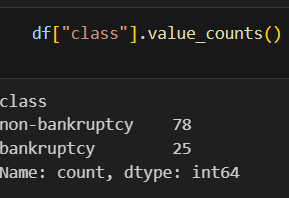 df["class"].value_counts()
class
non-bankruptcy    78
bankruptcy        25
Name: count, dtype: int64